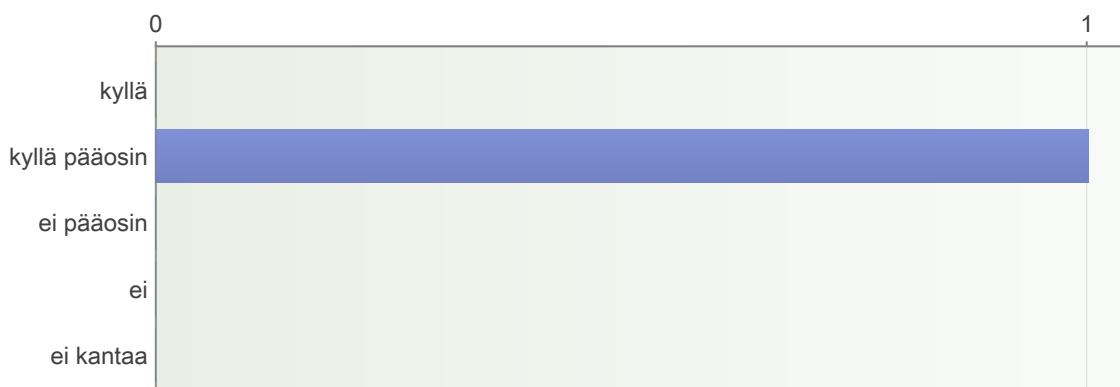 0 1
kyllä
kyllä pääosin
ei pääosin
ei
ei kantaa